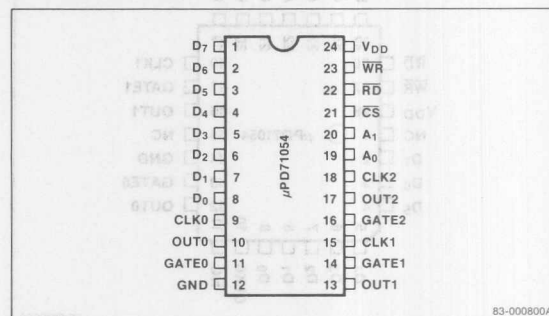 D7 1 24 VDD
D6 2 23 WR
D5 3 22 RD
D4 4 21 CS
D3 5 20 A1
D2 6 19 A0
D1 7 18 CLK2
D0 8 17 OUT2
CLK0 9 16 GATE2
OUT0 10 15 CLK1
GATE0 11 14 GATE1
GND 12 13 OUT1
μPD71054
83-000800A